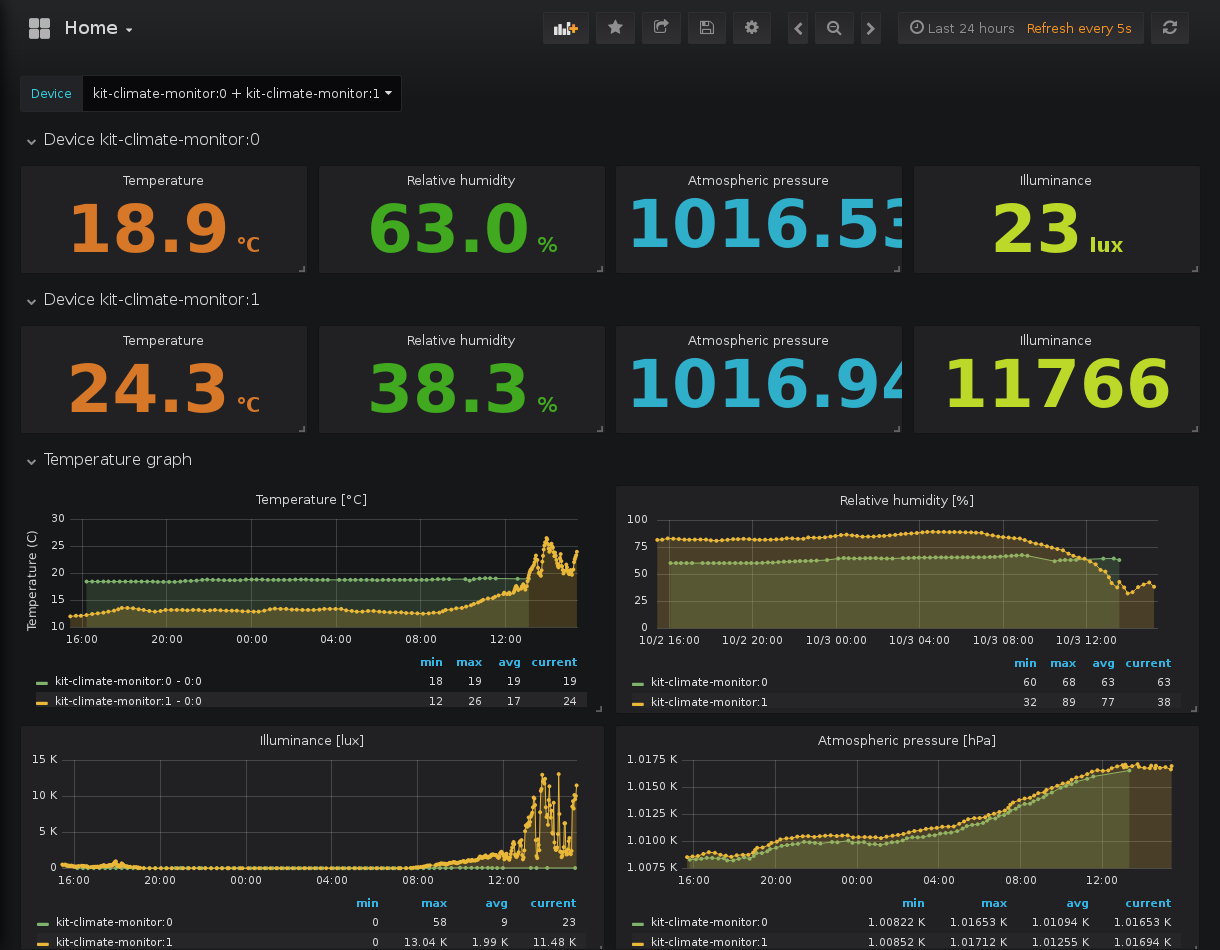 Home
Last 24 hours Refresh every 5s
Device kit-climate-monitor:0 + kit-climate-monitor:1
Device kit-climate-monitor:0
Temperature Relative humidity Atmospheric pressure Illuminance
18.9 °C 63.0 % 1016.53 23 lux
Device kit-climate-monitor:1
Temperature Relative humidity Atmospheric pressure Illuminance
24.3 °C 38.3 % 1016.94 11766
Temperature graph
Temperature [°C]
Temperature (C)
30
25
20
15
10
16:00 20:00 00:00 04:00 08:00 12:00
min max avg current
kit-climate-monitor:0 - 0:0 18 19 19 19
kit-climate-monitor:1 - 0:0 12 26 17 24
Relative humidity [%]
100
75
50
25
0
10/2 16:00 10/2 20:00 10/3 00:00 10/3 04:00 10/3 08:00 10/3 12:00
min max avg current
kit-climate-monitor:0 60 68 63 63
kit-climate-monitor:1 32 89 77 38
Illuminance [lux]
15 K
10 K
5 K
0
16:00 20:00 00:00 04:00 08:00 12:00
min max avg current
kit-climate-monitor:0 0 58 9 23
kit-climate-monitor:1 0 13.04 K 1.99 K 11.48 K
Atmospheric pressure [hPa]
1.0175 K
1.0150 K
1.0125 K
1.0100 K
1.0075 K
16:00 20:00 00:00 04:00 08:00 12:00
min max avg current
kit-climate-monitor:0 1.00822 K 1.01653 K 1.01094 K 1.01653 K
kit-climate-monitor:1 1.00852 K 1.01712 K 1.01255 K 1.01694 K